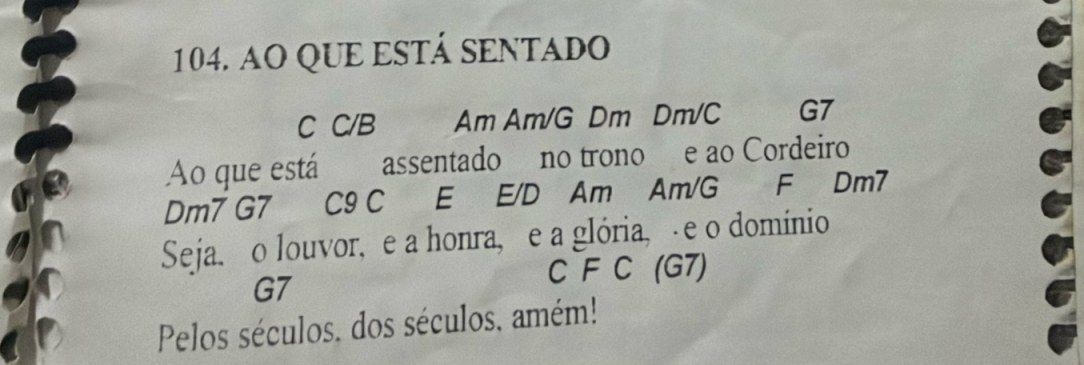 104. AO QUE ESTÁ SENTADO
C C/B Am Am/G Dm Dm/C G7
Ao que está assentado no trono e ao Cordeiro
Dm7 G7 C9 C E E/D Am Am/G F Dm7
Seja. o louvor, e a honra, e a glória, · e o domínio
G7 C F C (G7)
Pelos séculos, dos séculos, amém!